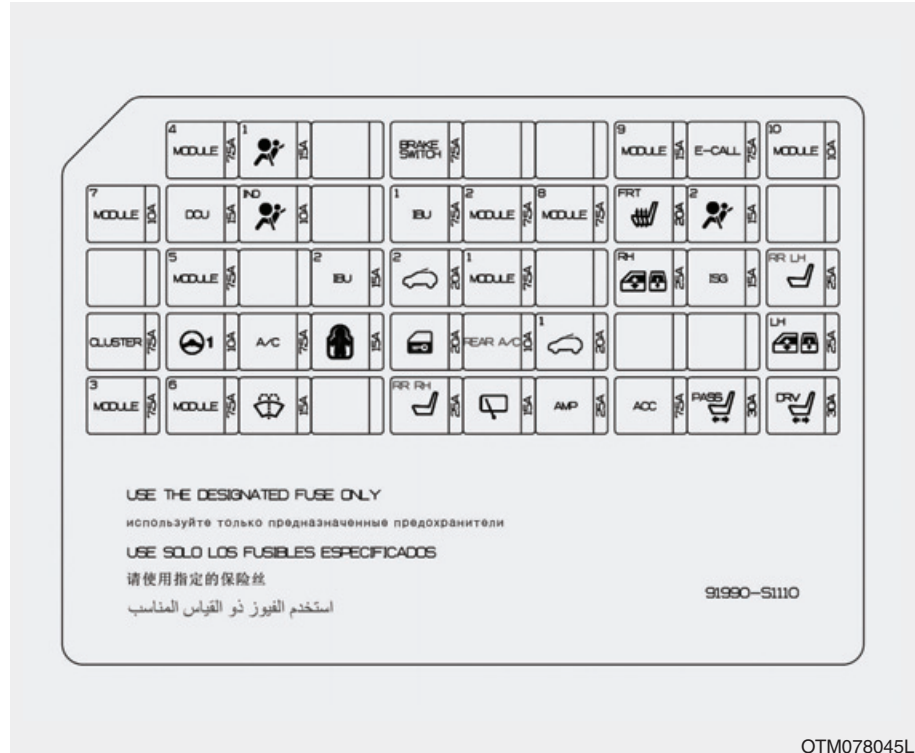 4 MODULE 7.5A 1 15A BRAKE SWITCH 7.5A 9 MODULE 15A E-CALL 7.5A 10 MODULE 10A
7 MODULE 10A DCU 15A IND 10A 1 IBU 7.5A 2 MODULE 7.5A 8 MODULE 7.5A FRT 20A 2 15A
5 MODULE 7.5A 2 IBU 15A 2 20A 1 MODULE 7.5A RH 25A ISG 15A RR LH 25A
CLUSTER 7.5A 1 10A A/C 7.5A 15A 20A REAR A/C 10A 1 20A LH 25A
3 MODULE 7.5A 6 MODULE 7.5A 15A RR RH 25A 15A AMP 25A ACC 7.5A PASS 30A DRV 30A
USE THE DESIGNATED FUSE ONLY
используйте только предназначенные предохранители
USE SOLO LOS FUSIBLES ESPECIFICADOS
请使用指定的保险丝
استخدم الفيوز ذو القياس المناسب
91990-S1110
OTM078045L